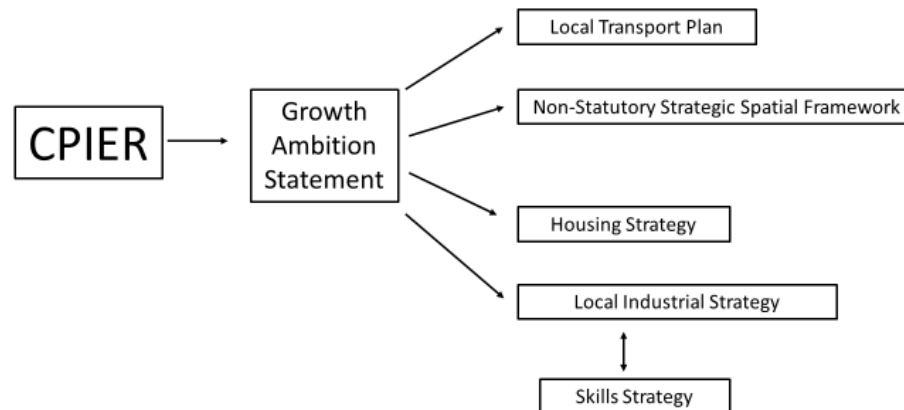 Local Transport Plan
Non-Statutory Strategic Spatial Framework
CPIER
Growth
Ambition
Statement
Housing Strategy
Local Industrial Strategy
Skills Strategy